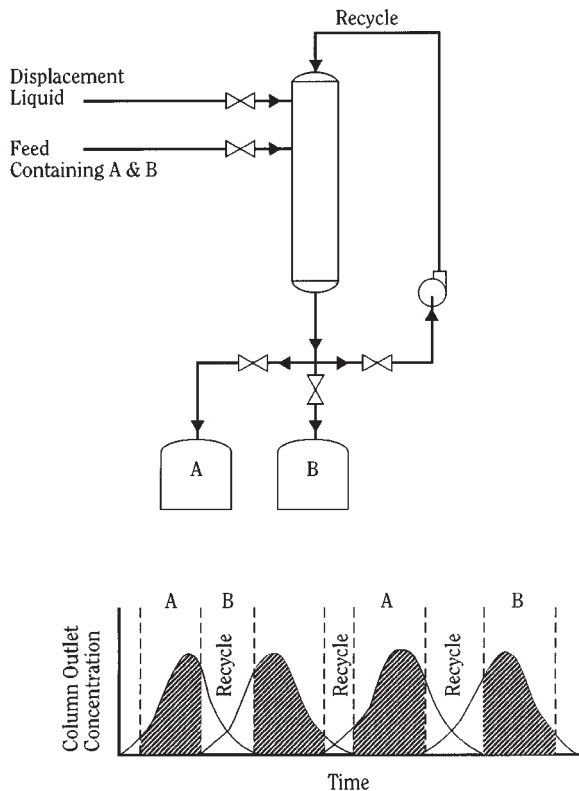 Recycle
Displacement
Liquid
Feed
Containing A & B
A
B
A
B
A
B
Recycle
Recycle
Recycle
Column Outlet
Concentration
Time